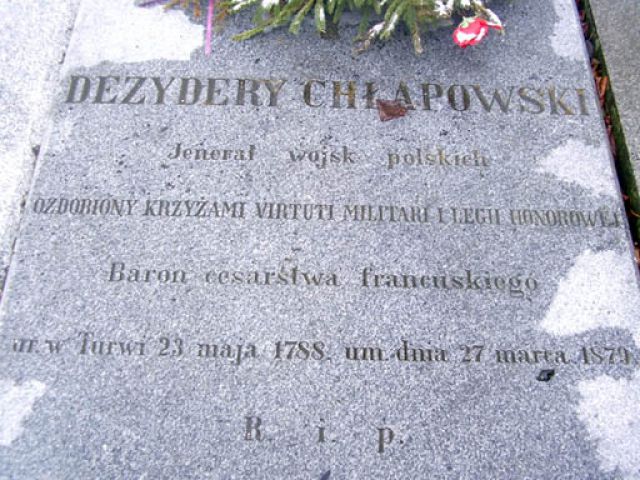 DEZYDERY CHŁAPOWSKI
Jenerał wojsk polskich
OZDOBIONY KRZYŻAMI VIRTUTI MILITARI I LEGII HONOROWEJ
Baron cesarstwa francuskiego
ur. w Turwi 23 maja 1788. um. dnia 27 marca 1879
R. i. p.